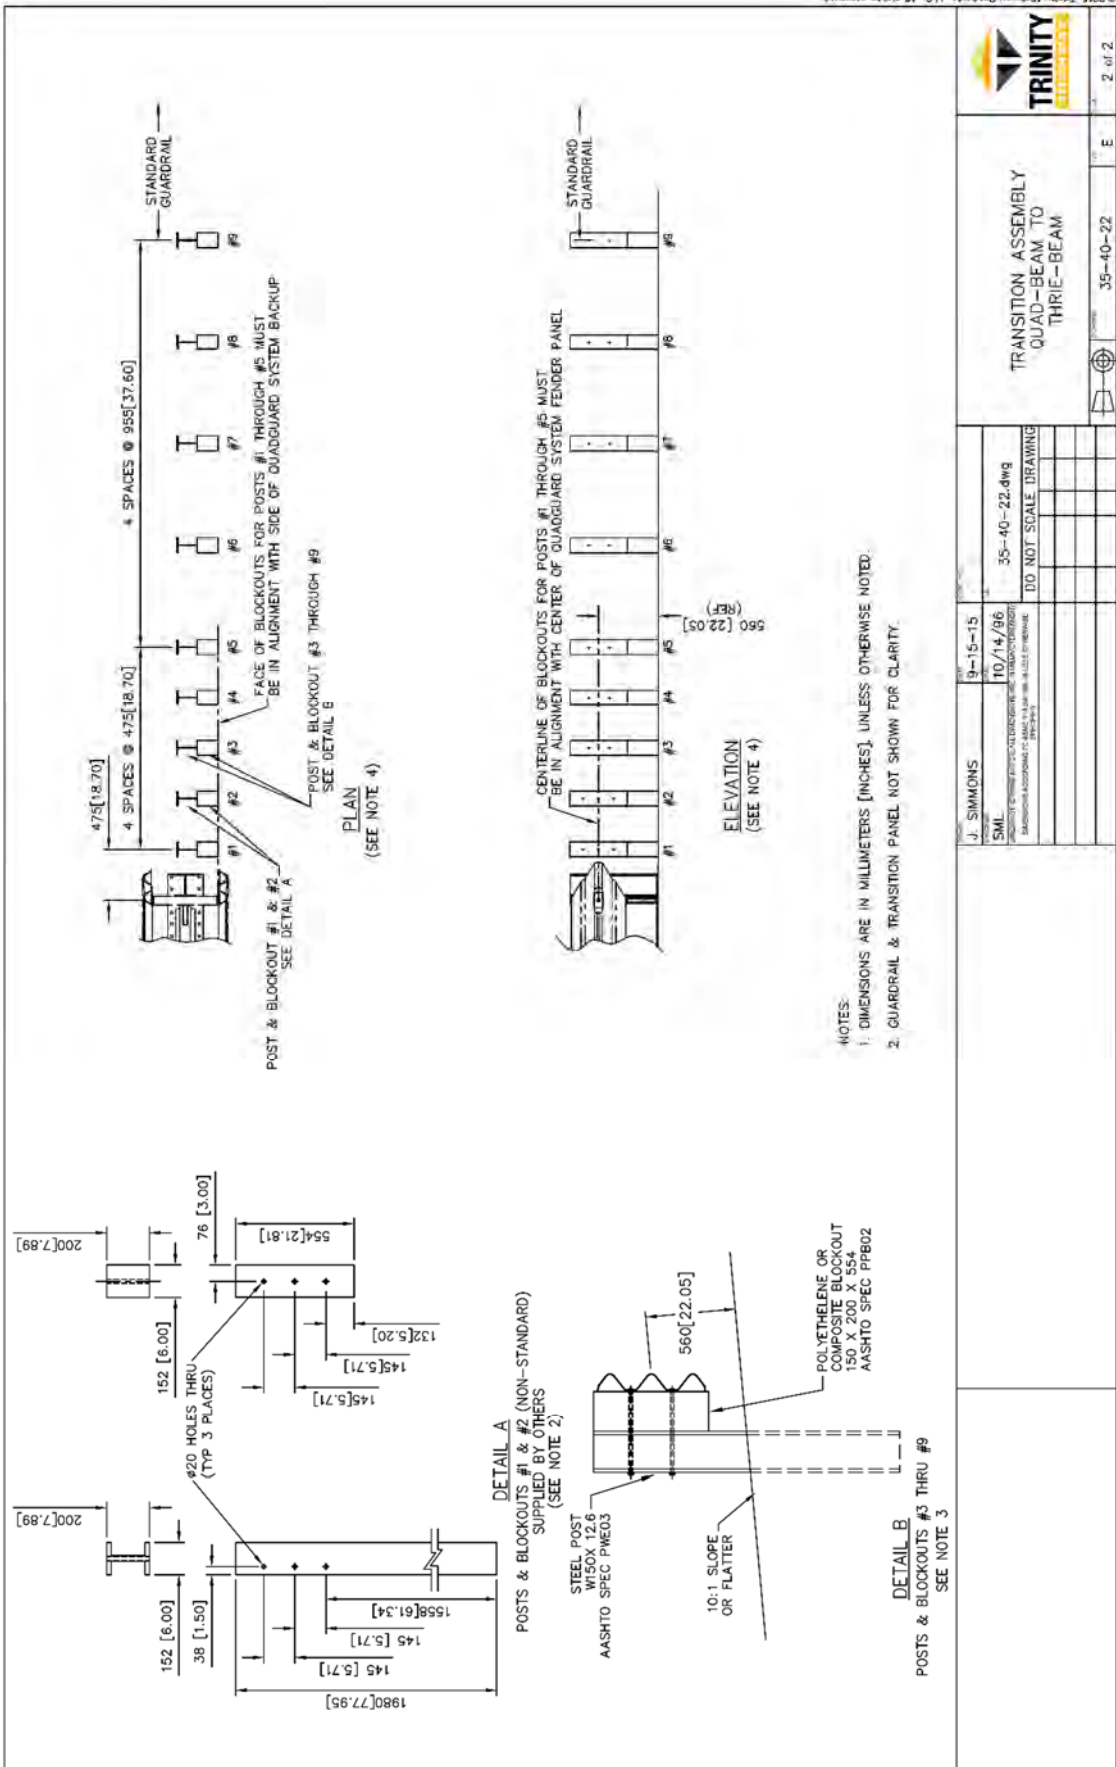 200[7.89]
152 [6.00]
38 [1.50]
1980[77.95]
145 [5.71]
145 [5.71]
1558[61.34]
Ø20 HOLES THRU
(TYP 3 PLACES)
200[7.89]
152 [6.00]
76 [3.00]
554[21.81]
132[5.20]
145[5.71]
145[5.71]
DETAIL A
POSTS & BLOCKOUTS #1 & #2 (NON-STANDARD)
SUPPLIED BY OTHERS
(SEE NOTE 2)
STEEL POST
W150X 12.6
AASHTO SPEC PWE03
10:1 SLOPE
OR FLATTER
560[22.05]
POLYETHELENE OR
COMPOSITE BLOCKOUT
150 X 200 X 554
AASHTO SPEC PPB02
DETAIL B
POSTS & BLOCKOUTS #3 THRU #9
SEE NOTE 3
475[18.70]
4 SPACES @ 475[18.70]
4 SPACES @ 955[37.60]
STANDARD
GUARDRAIL
#1
#2
#3
#4
#5
#6
#7
#8
#9
POST & BLOCKOUT #1 & #2
SEE DETAIL A
POST & BLOCKOUT #3 THROUGH #9
SEE DETAIL B
FACE OF BLOCKOUTS FOR POSTS #1 THROUGH #5 MUST
BE IN ALIGNMENT WITH SIDE OF QUADGUARD SYSTEM BACKUP
PLAN
(SEE NOTE 4)
CENTERLINE OF BLOCKOUTS FOR POSTS #1 THROUGH #5 MUST
BE IN ALIGNMENT WITH CENTER OF QUADGUARD SYSTEM FENDER PANEL
STANDARD
GUARDRAIL
560 [22.05]
(REF)
#1
#2
#3
#4
#5
#6
#7
#8
#9
ELEVATION
(SEE NOTE 4)
NOTES:
1. DIMENSIONS ARE IN MILLIMETERS [INCHES], UNLESS OTHERWISE NOTED.
2. GUARDRAIL & TRANSITION PANEL NOT SHOWN FOR CLARITY.
J. SIMMONS
9-15-15
SML
10/14/96
35-40-22.dwg
DO NOT SCALE DRAWING
TRANSITION ASSEMBLY
QUAD-BEAM TO
THRIE-BEAM
35-40-22
E
2 of 2
TRINITY
HIGHWAY